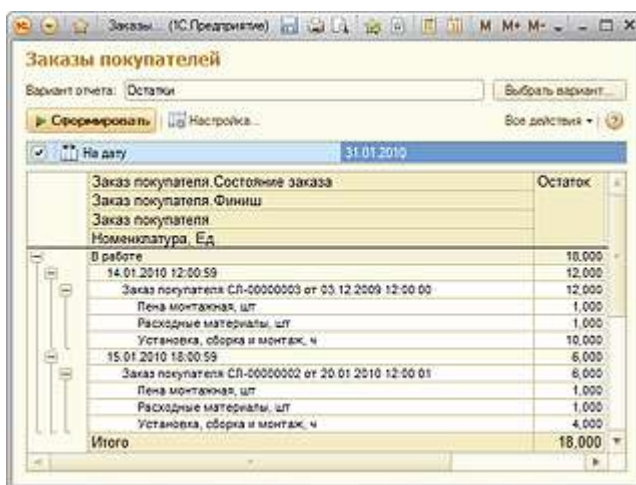 Заказы... (1С:Предприятие) M M+ M-
Заказы покупателей
Вариант отчета: Остатки Выбрать вариант...
Сформировать Настройка... Все действия
На дату 31.01.2010
Заказ покупателя.Состояние заказа Остаток
Заказ покупателя.Финиш
Заказ покупателя
Номенклатура, Ед
В работе 18,000
14.01.2010 12:00:59 12,000
Заказ покупателя СЛ-00000003 от 03.12.2009 12:00:00 12,000
Пена монтажная, шт 1,000
Расходные материалы, шт 1,000
Установка, сборка и монтаж, ч 10,000
15.01.2010 18:00:59 6,000
Заказ покупателя СЛ-00000002 от 20.01.2010 12:00:01 6,000
Пена монтажная, шт 1,000
Расходные материалы, шт 1,000
Установка, сборка и монтаж, ч 4,000
Итого 18,000